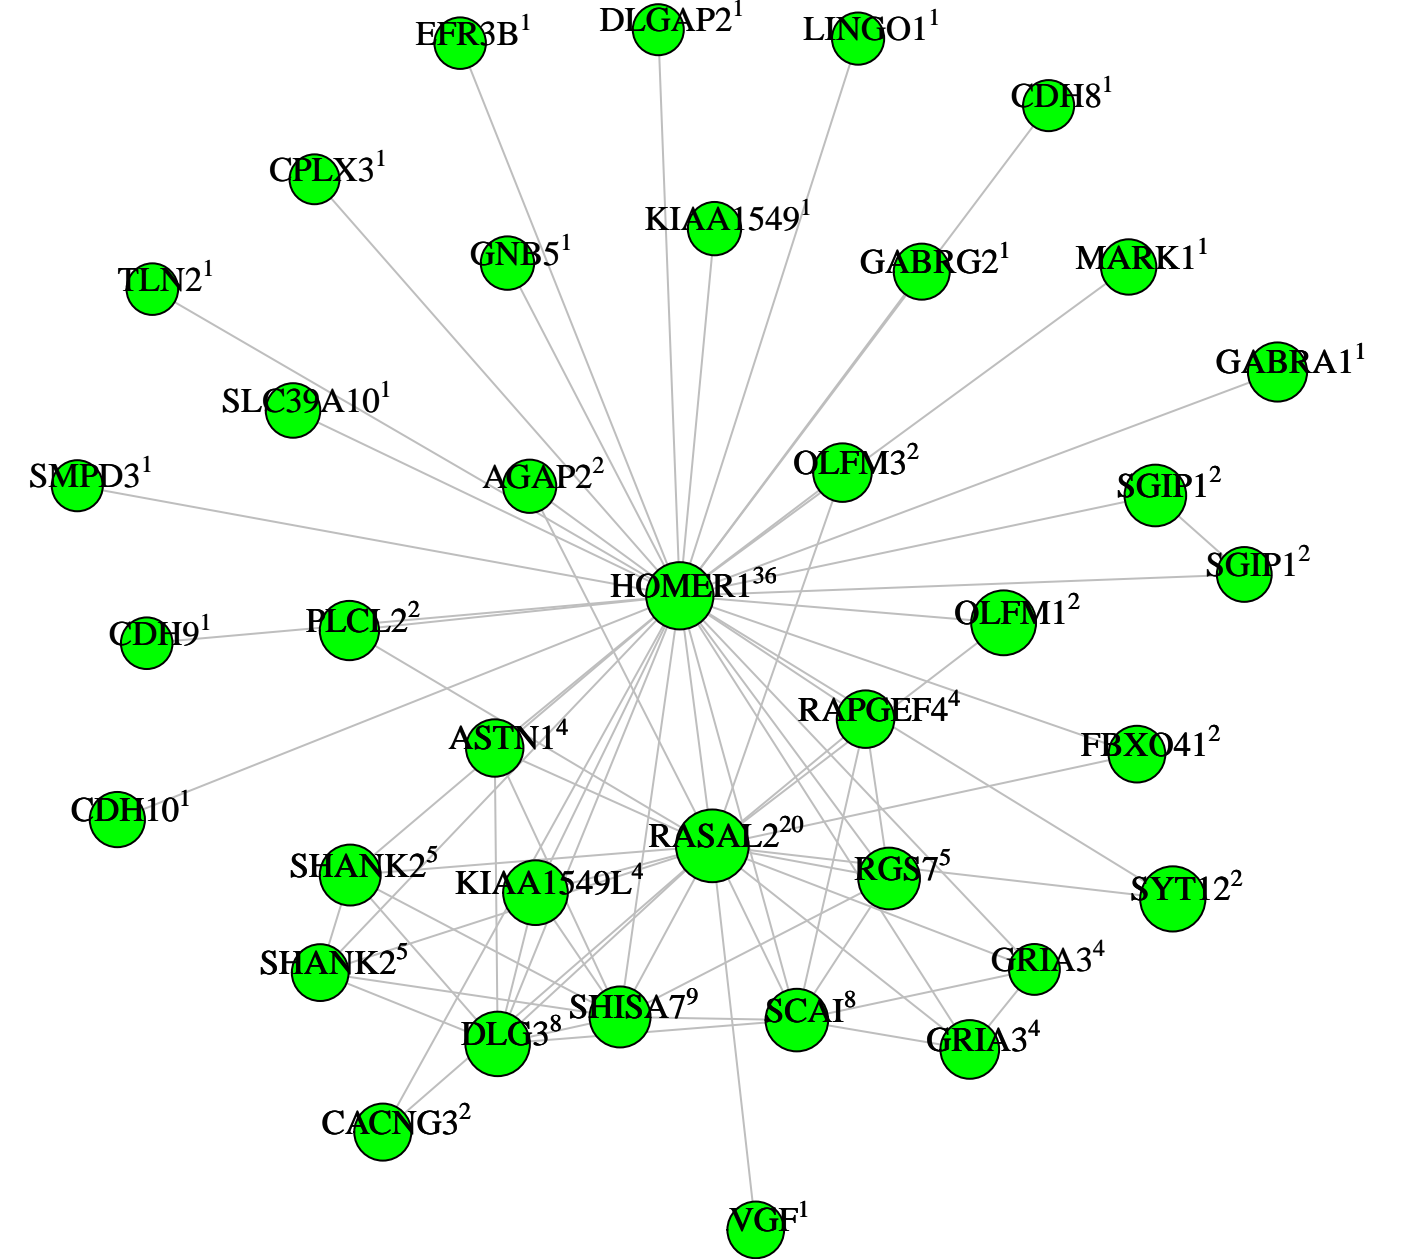 EFR3B¹
DLGAP2¹
LINGO1¹
CDH8¹
CPLX3¹
KIAA1549¹
GNB5¹
GABRG2¹
MARK1¹
TLN2¹
GABRA1¹
SLC39A10¹
SMPD3¹
AGAP2²
OLFM3²
SGIP1²
SGIP1²
HOMER1³⁶
OLFM1²
CDH9¹
PLCL2²
RAPGEF4⁴
ASTN1⁴
FBXO41²
CDH10¹
RASAL2²⁰
SHANK2⁵
KIAA1549L⁴
RGS7⁵
SYT12²
SHANK2⁵
GRIA3⁴
DLG3⁸
SHISA7⁹
SCAI⁸
GRIA3⁴
CACNG3²
VGF¹